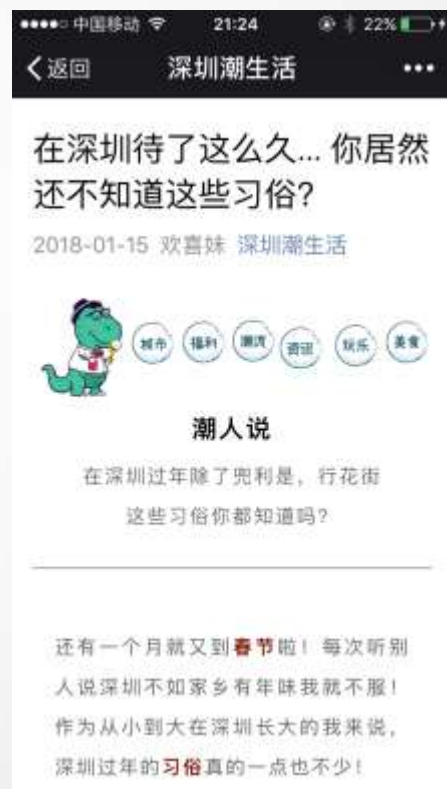 中国移动 21:24 22%
返回 深圳潮生活
在深圳待了这么久... 你居然
还不知道这些习俗?
2018-01-15 欢喜妹 深圳潮生活
城市 福利 潮流 资讯 玩乐 美食
潮人说
在深圳过年除了兜利是,行花街
这些习俗你都知道吗?
还有一个月就又到春节啦!每次听别
人说深圳不如家乡有年味我就不服!
作为从小到大在深圳长大的我来说,
深圳过年的习俗真的一点也不少!